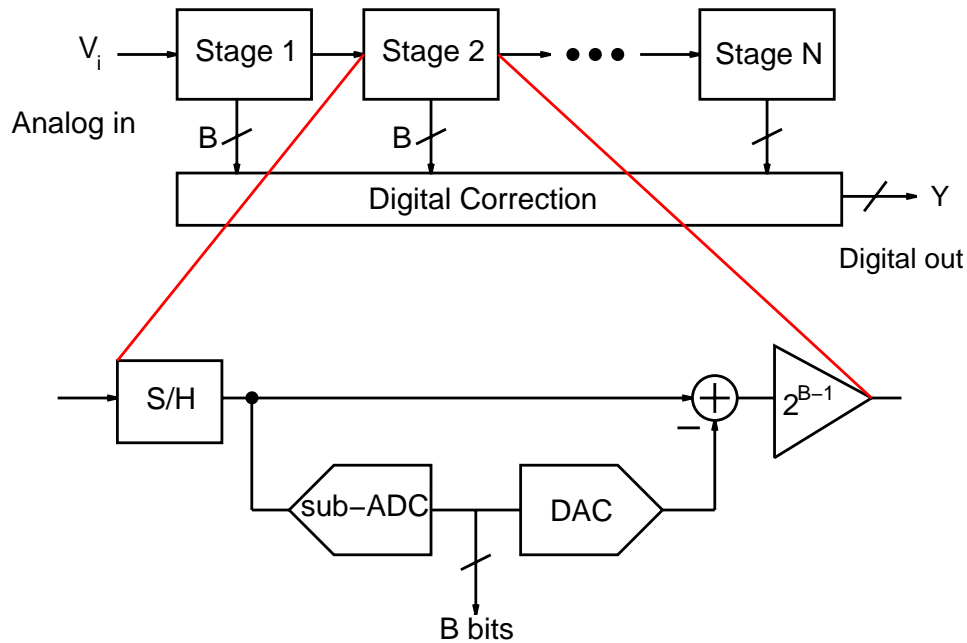 V_i
Stage 1
Stage 2
Stage N
Analog in
B
B
Digital Correction
Y
Digital out
S/H
2^{B−1}
−
sub−ADC
DAC
B bits